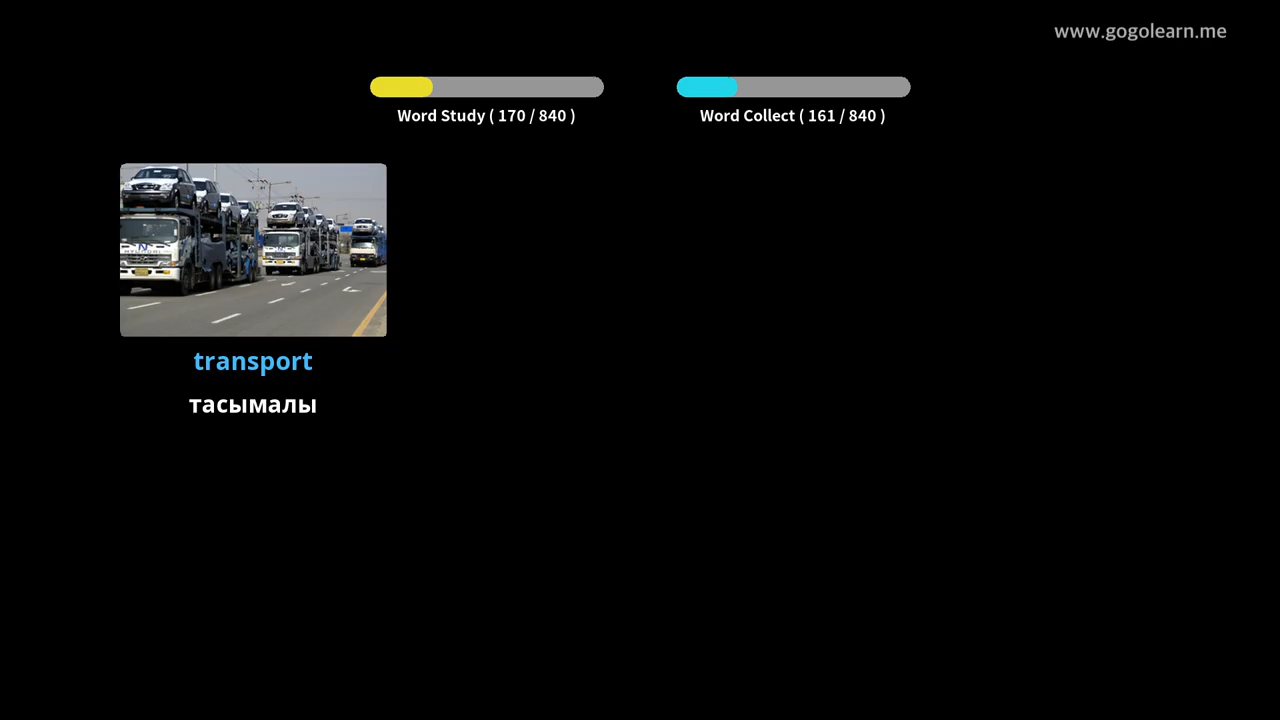 www.gogolearn.me
Word Study ( 170 / 840 )
Word Collect ( 161 / 840 )
transport
тасымалы